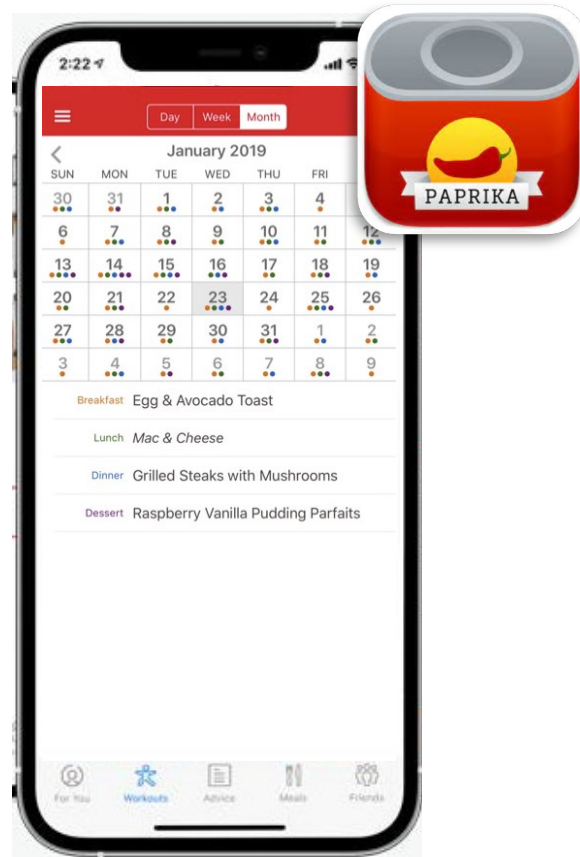 2:22
PAPRIKA
Day Week Month
January 2019
SUN MON TUE WED THU FRI
30 31 1 2 3 4
6 7 8 9 10 11 12
13 14 15 16 17 18 19
20 21 22 23 24 25 26
27 28 29 30 31 1 2
3 4 5 6 7 8 9
Breakfast Egg & Avocado Toast
Lunch Mac & Cheese
Dinner Grilled Steaks with Mushrooms
Dessert Raspberry Vanilla Pudding Parfaits
For You Workouts Advice Meals Friends